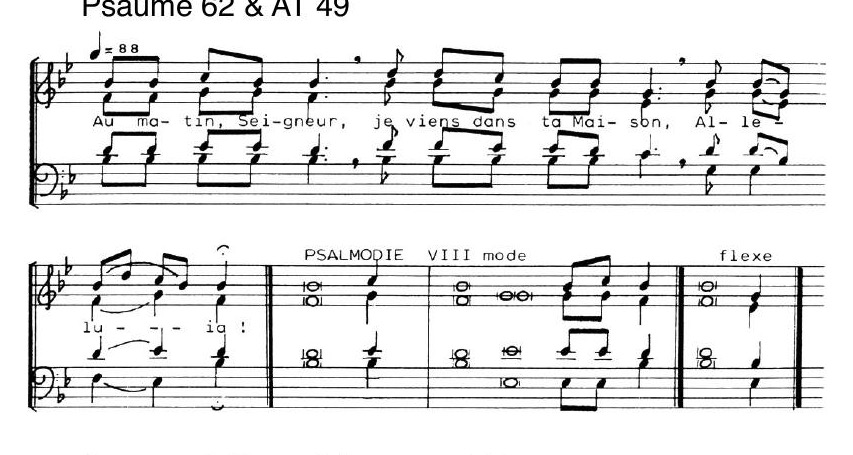 Psaume 62 & AT 49
♩=88
Au ma- tin, Sei-gneur, je viens dans ta Mai- son, Al- le -
PSALMODIE VIII mode flexe
lu - - - ia !